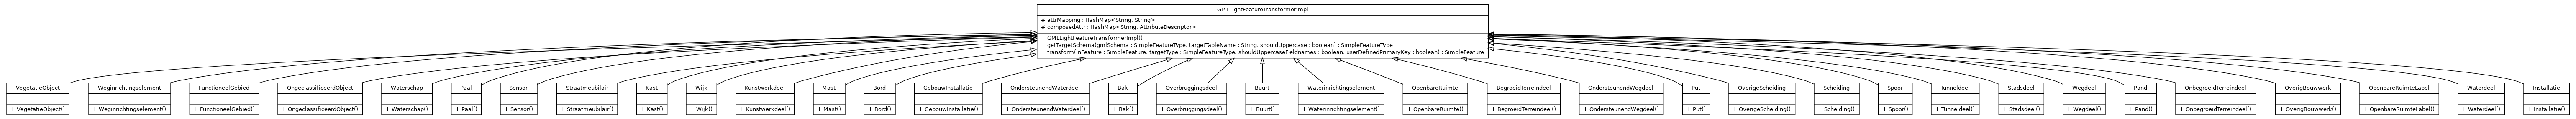 GMLLightFeatureTransformerImpl
# attrMapping : HashMap<String, String>
# composedAttr : HashMap<String, AttributeDescriptor>
+ GMLLightFeatureTransformerImpl()
+ getTargetSchema(gmlSchema : SimpleFeatureType, targetTableName : String, shouldUppercase : boolean) : SimpleFeatureType
+ transform(inFeature : SimpleFeature, targetType : SimpleFeatureType, shouldUppercaseFieldnames : boolean, userDefinedPrimaryKey : boolean) : SimpleFeature
VegetatieObject
+ VegetatieObject()
Weginrichtingselement
+ Weginrichtingselement()
FunctioneelGebied
+ FunctioneelGebied()
OngeclassificeerdObject
+ OngeclassificeerdObject()
Waterschap
+ Waterschap()
Paal
+ Paal()
Sensor
+ Sensor()
Straatmeubilair
+ Straatmeubilair()
Kast
+ Kast()
Wijk
+ Wijk()
Kunstwerkdeel
+ Kunstwerkdeel()
Mast
+ Mast()
Bord
+ Bord()
GebouwInstallatie
+ GebouwInstallatie()
OndersteunendWaterdeel
+ OndersteunendWaterdeel()
Bak
+ Bak()
Overbruggingsdeel
+ Overbruggingsdeel()
Buurt
+ Buurt()
Waterinrichtingselement
+ Waterinrichtingselement()
OpenbareRuimte
+ OpenbareRuimte()
BegroeidTerreindeel
+ BegroeidTerreindeel()
OndersteunendWegdeel
+ OndersteunendWegdeel()
Put
+ Put()
OverigeScheiding
+ OverigeScheiding()
Scheiding
+ Scheiding()
Spoor
+ Spoor()
Tunneldeel
+ Tunneldeel()
Stadsdeel
+ Stadsdeel()
Wegdeel
+ Wegdeel()
Pand
+ Pand()
OnbegroeidTerreindeel
+ OnbegroeidTerreindeel()
OverigBouwwerk
+ OverigBouwwerk()
OpenbareRuimteLabel
+ OpenbareRuimteLabel()
Waterdeel
+ Waterdeel()
Installatie
+ Installatie()